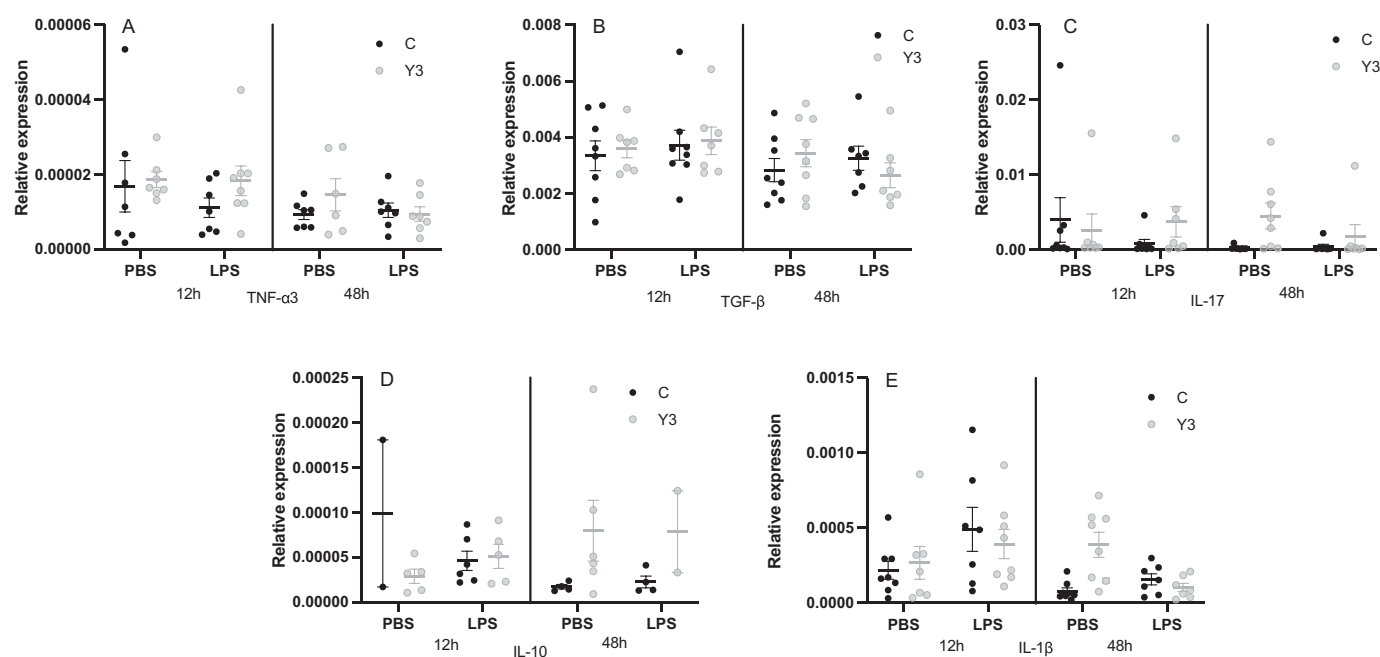 A
Relative expression
0.00006
0.00004
0.00002
0.00000
C
Y3
PBS
LPS
PBS
LPS
12h
TNF-α3
48h
B
Relative expression
0.008
0.006
0.004
0.002
0.000
C
Y3
PBS
LPS
PBS
LPS
12h
TGF-β
48h
C
Relative expression
0.03
0.02
0.01
0.00
C
Y3
PBS
LPS
PBS
LPS
12h
IL-17
48h
D
Relative expression
0.00025
0.00020
0.00015
0.00010
0.00005
0.00000
C
Y3
PBS
LPS
PBS
LPS
12h
IL-10
48h
E
Relative expression
0.0015
0.0010
0.0005
0.0000
C
Y3
PBS
LPS
PBS
LPS
12h
IL-1β
48h